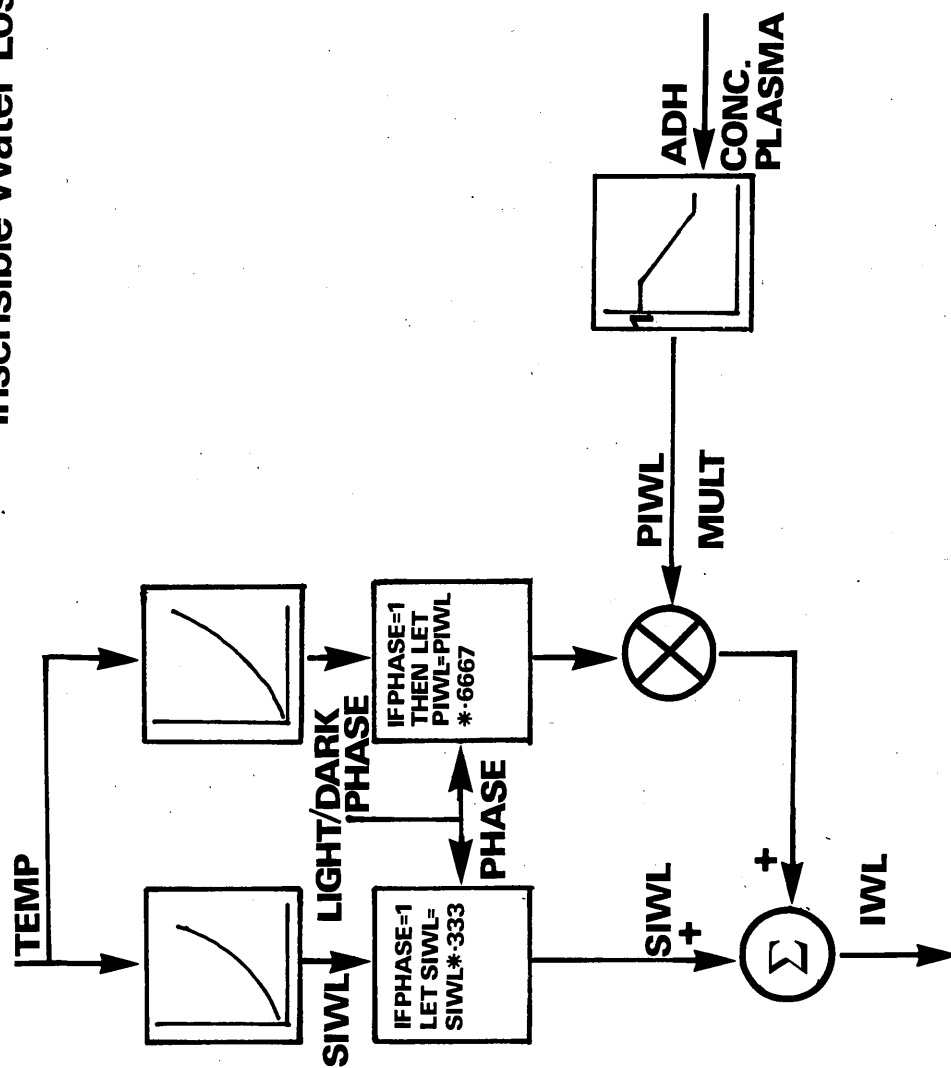 Insensible Water Los
TEMP
SIWL
LIGHT/DARK
PHASE
IFPHASE=1
LET SIWL=
SIWL*.333
IFPHASE=1
THEN LET
PIWL=PIWL
*.6667
PHASE
SIWL
+
+
Σ
IWL
PIWL
MULT
1
ADH
CONC.
PLASMA